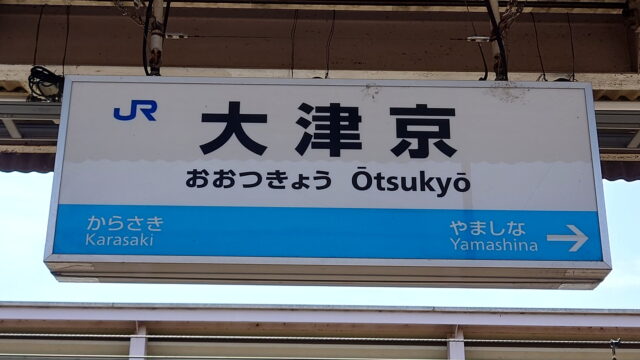 JR 大津京
おおつきょう Ōtsukyō
からさき やましな
Karasaki Yamashina →